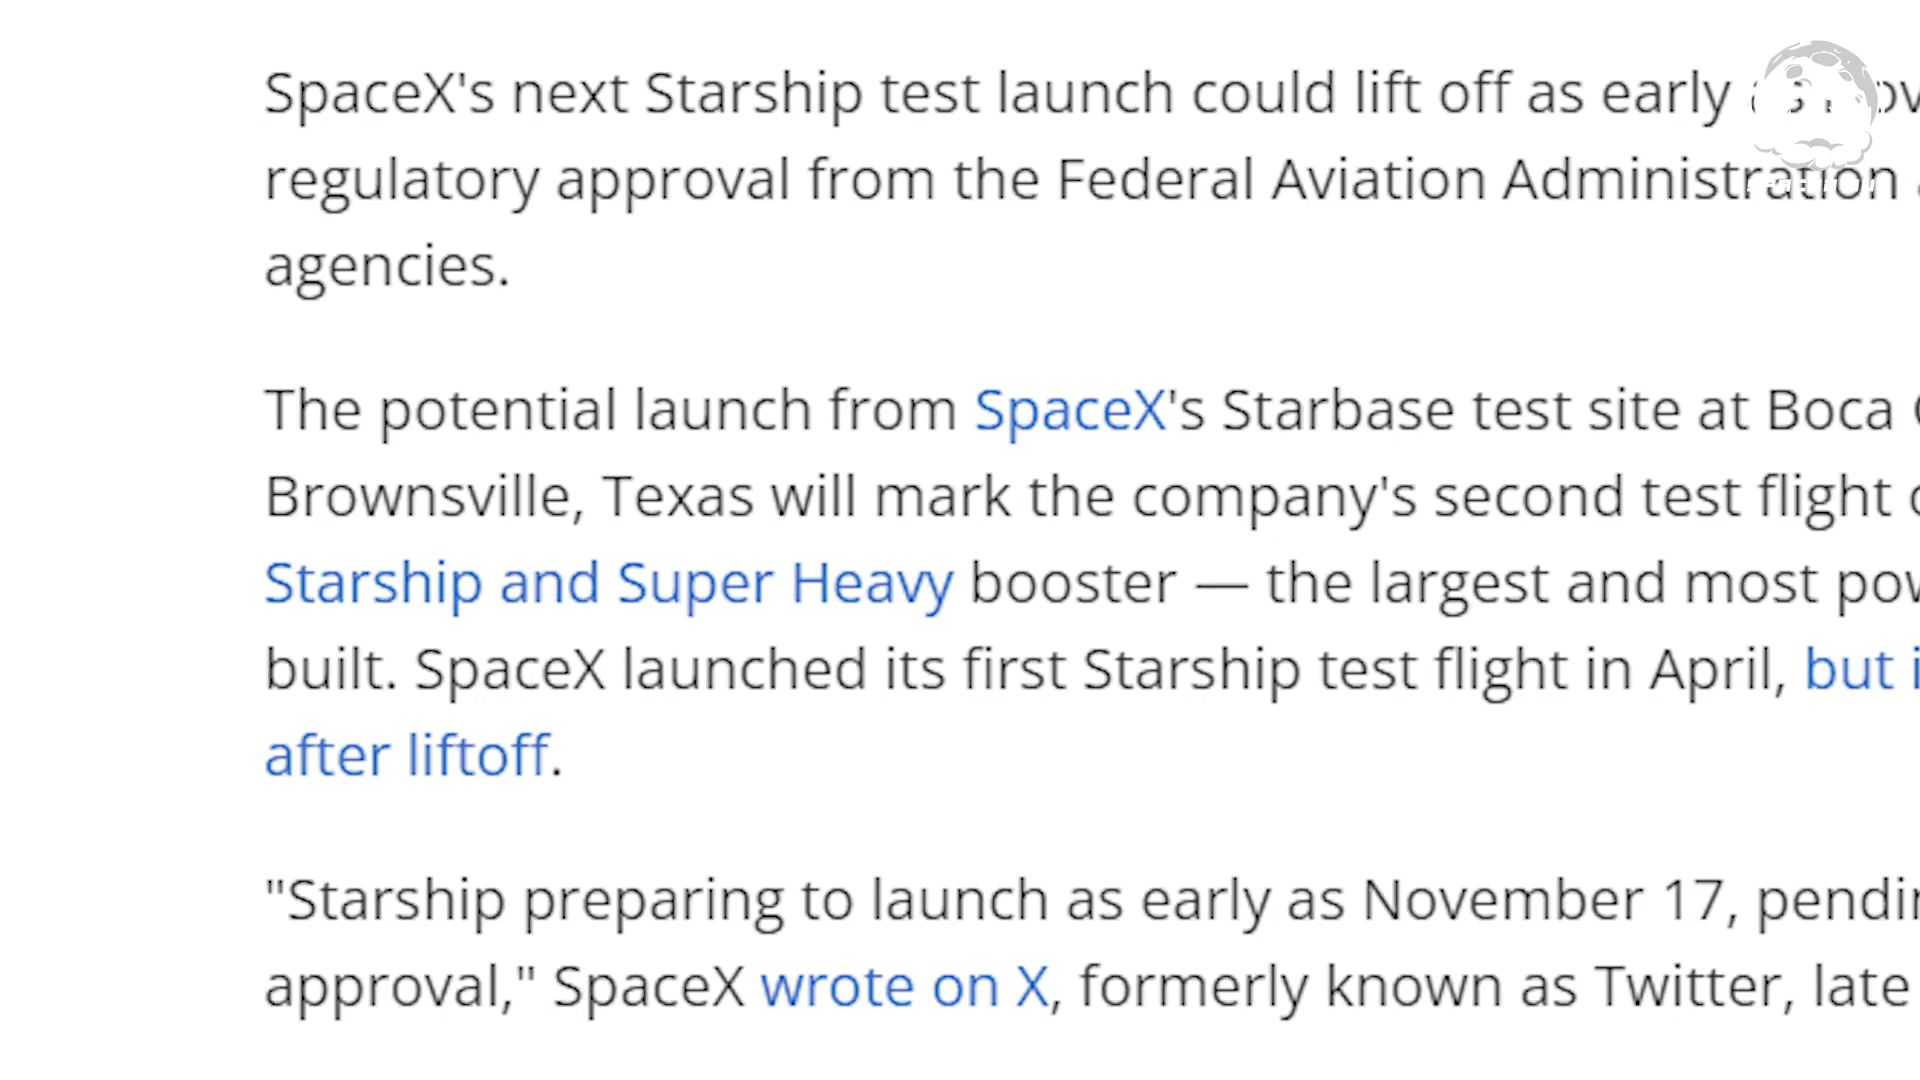 SpaceX's next Starship test launch could lift off as early
regulatory approval from the Federal Aviation Administration
agencies.
The potential launch from SpaceX's Starbase test site at Boca
Brownsville, Texas will mark the company's second test flight
Starship and Super Heavy booster — the largest and most
built. SpaceX launched its first Starship test flight in April, but
after liftoff.
"Starship preparing to launch as early as November 17,
approval," SpaceX wrote on X, formerly known as Twitter, late